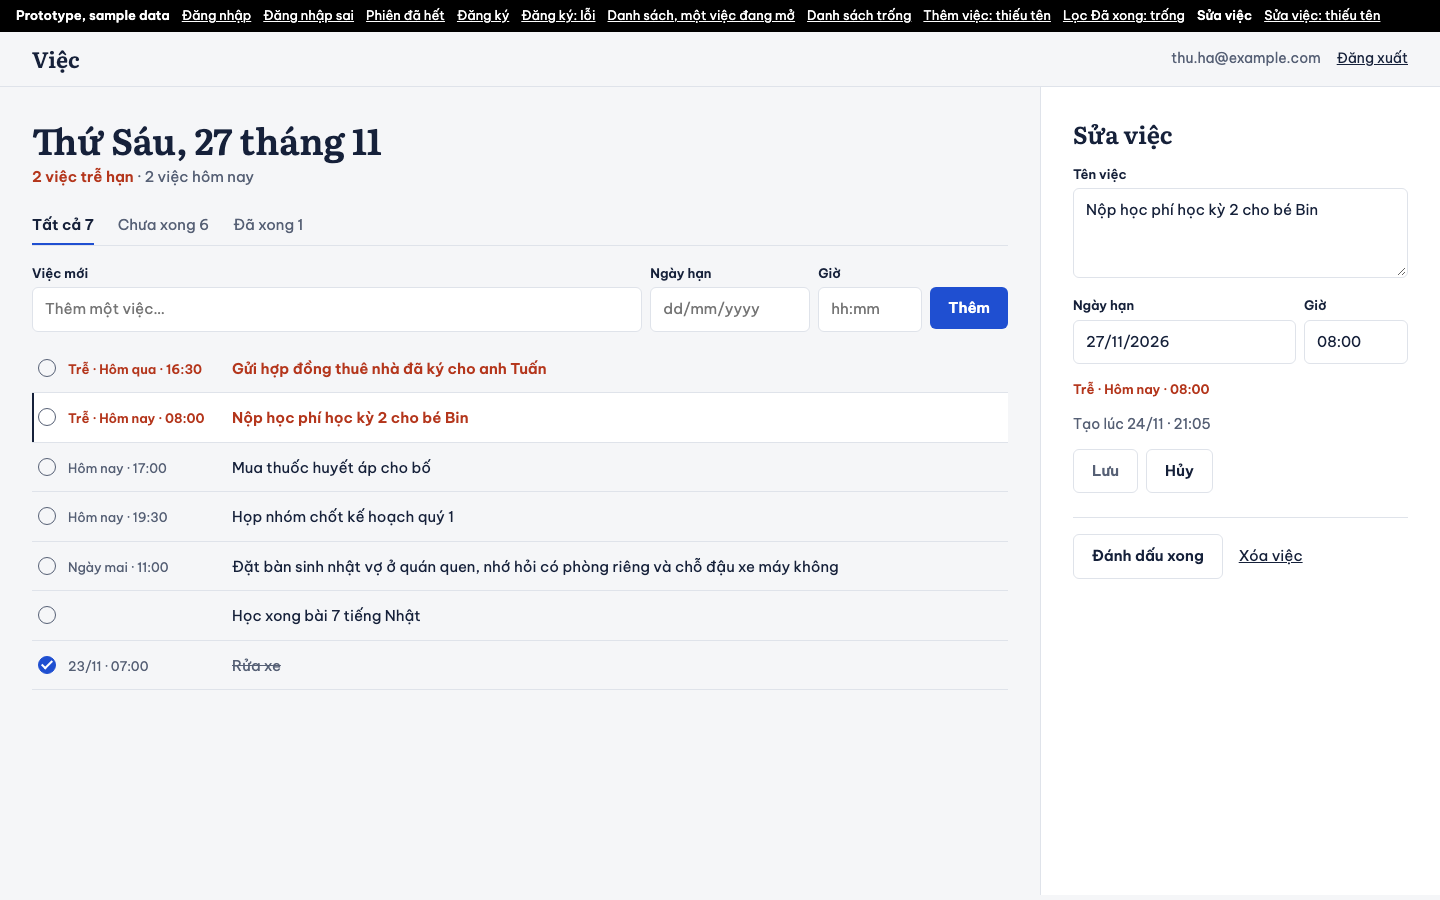 Prototype, sample data Đăng nhập Đăng nhập sai Phiên đã hết Đăng ký Đăng ký: lỗi Danh sách, một việc đang mở Danh sách trống Thêm việc: thiếu tên Lọc Đã xong: trống Sửa việc Sửa việc: thiếu tên
Việc
thu.ha@example.com Đăng xuất
Thứ Sáu, 27 tháng 11
2 việc trễ hạn · 2 việc hôm nay
Tất cả 7 Chưa xong 6 Đã xong 1
Việc mới Ngày hạn Giờ
Thêm một việc... dd/mm/yyyy hh:mm Thêm
Trễ · Hôm qua · 16:30 Gửi hợp đồng thuê nhà đã ký cho anh Tuấn
Trễ · Hôm nay · 08:00 Nộp học phí học kỳ 2 cho bé Bin
Hôm nay · 17:00 Mua thuốc huyết áp cho bố
Hôm nay · 19:30 Họp nhóm chốt kế hoạch quý 1
Ngày mai · 11:00 Đặt bàn sinh nhật vợ ở quán quen, nhớ hỏi có phòng riêng và chỗ đậu xe máy không
Học xong bài 7 tiếng Nhật
23/11 · 07:00 Rửa xe
Sửa việc
Tên việc
Nộp học phí học kỳ 2 cho bé Bin
Ngày hạn Giờ
27/11/2026 08:00
Trễ · Hôm nay · 08:00
Tạo lúc 24/11 · 21:05
Lưu Hủy
Đánh dấu xong Xóa việc